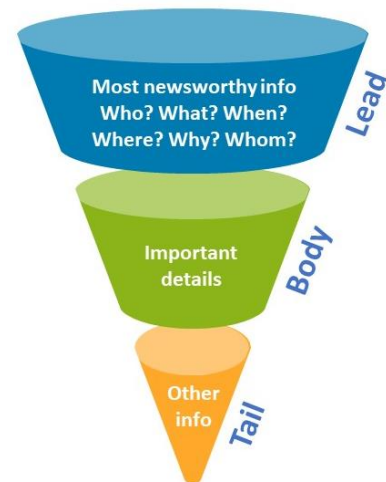 Most newsworthy info
Who? What? When?
Where? Why? Whom?
Lead
Important
details
Body
Other
info
Tail